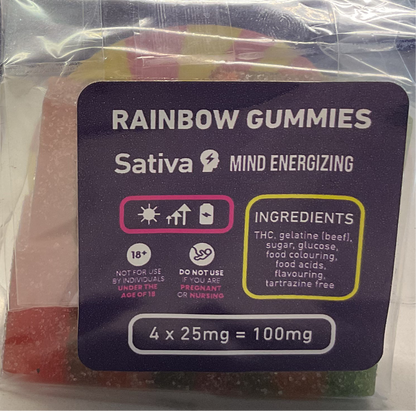 RAINBOW GUMMIES
Sativa MIND ENERGIZING
18+
NOT FOR USE
BY INDIVIDUALS
UNDER THE
AGE OF 18
DO NOT USE
IF YOU ARE
PREGNANT
OR NURSING
INGREDIENTS
THC, gelatine (beef),
sugar, glucose,
food colouring,
food acids,
flavouring,
tartrazine free
4 x 25mg = 100mg